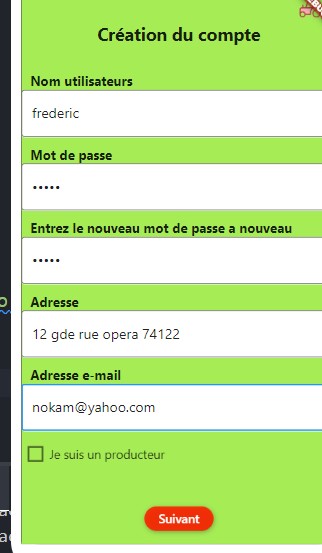 Création du compte
Nom utilisateurs
frederic
Mot de passe
•••••
Entrez le nouveau mot de passe a nouveau
•••••
Adresse
12 gde rue opera 74122
Adresse e-mail
nokam@yahoo.com
Je suis un producteur
Suivant